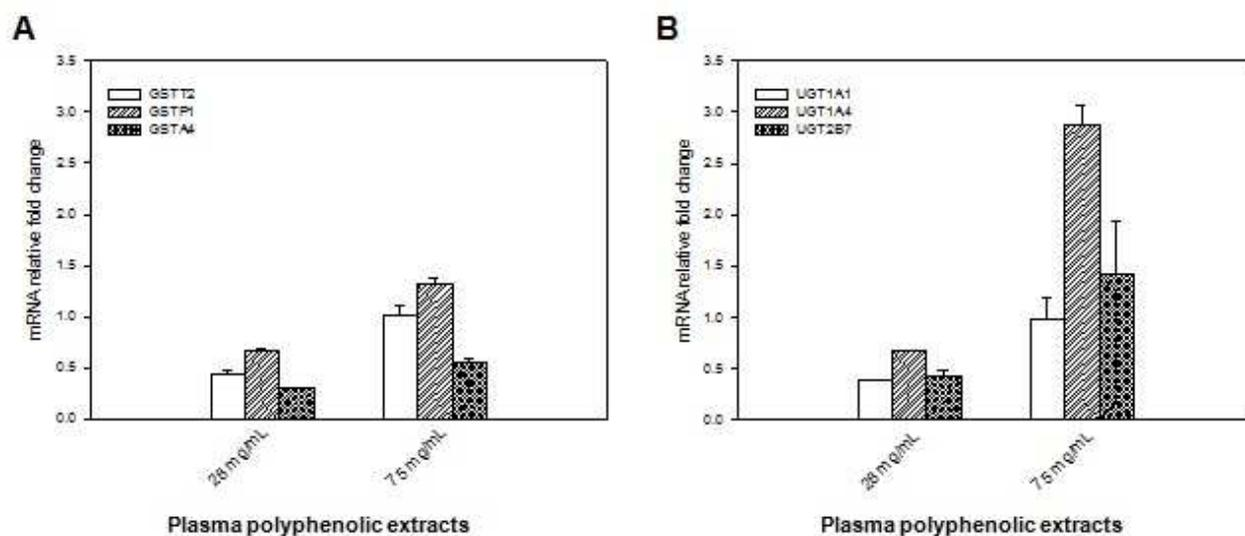 A
3.5
3.0
2.5
2.0
1.5
1.0
0.5
0.0
mRNA relative fold change
GSTT2
GSTP1
GSTA4
28 mg/mL
75 mg/mL
Plasma polyphenolic extracts
B
3.5
3.0
2.5
2.0
1.5
1.0
0.5
0.0
mRNA relative fold change
UGT1A1
UGT1A4
UGT2B7
28 mg/mL
75 mg/mL
Plasma polyphenolic extracts